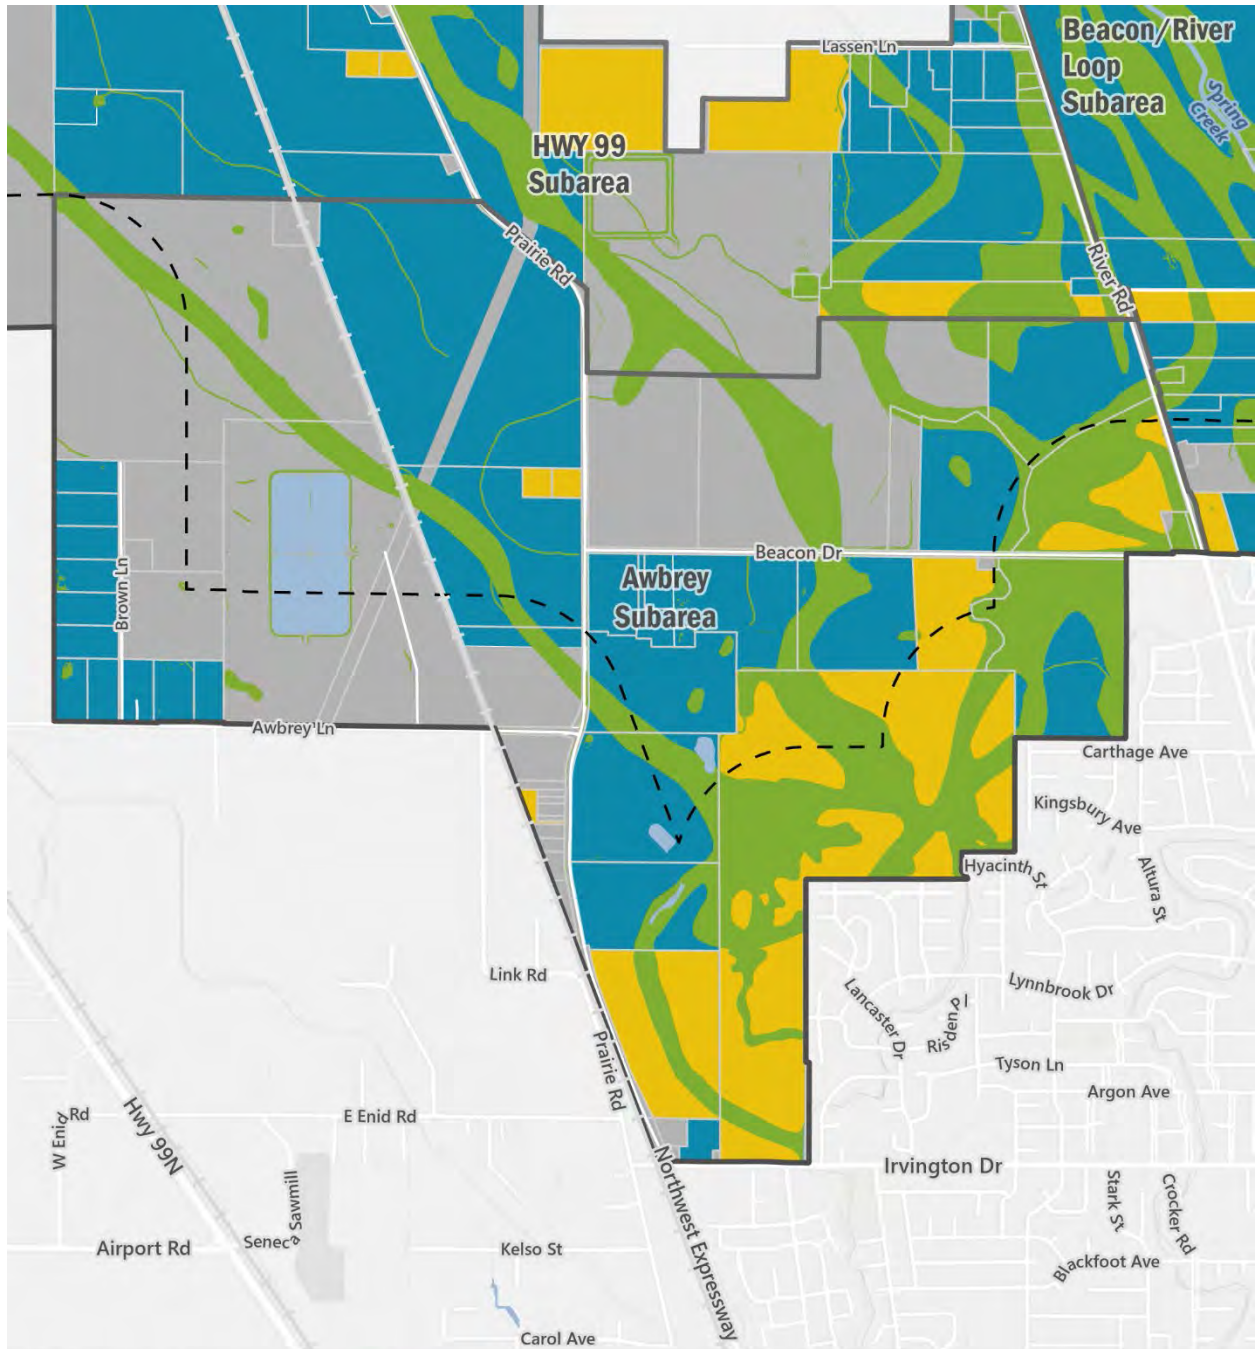 Beacon/River
Loop
Subarea
Lassen Ln
Spring
Creek
HWY 99
Subarea
Prairie Rd
River Rd
Beacon Dr
Awbrey
Subarea
Brown Ln
Awbrey Ln
Carthage Ave
Kingsbury Ave
Hyacinth St
Altura St
Link Rd
Lynnbrook Dr
Lancaster Dr
Risden Pl
Prairie Rd
Tyson Ln
Argon Ave
W Enid Rd
Hwy 99N
E Enid Rd
Northwest Expressway
Irvington Dr
Seneca Sawmill
Stark St
Crocker Rd
Airport Rd
Kelso St
Blackfoot Ave
Carol Ave